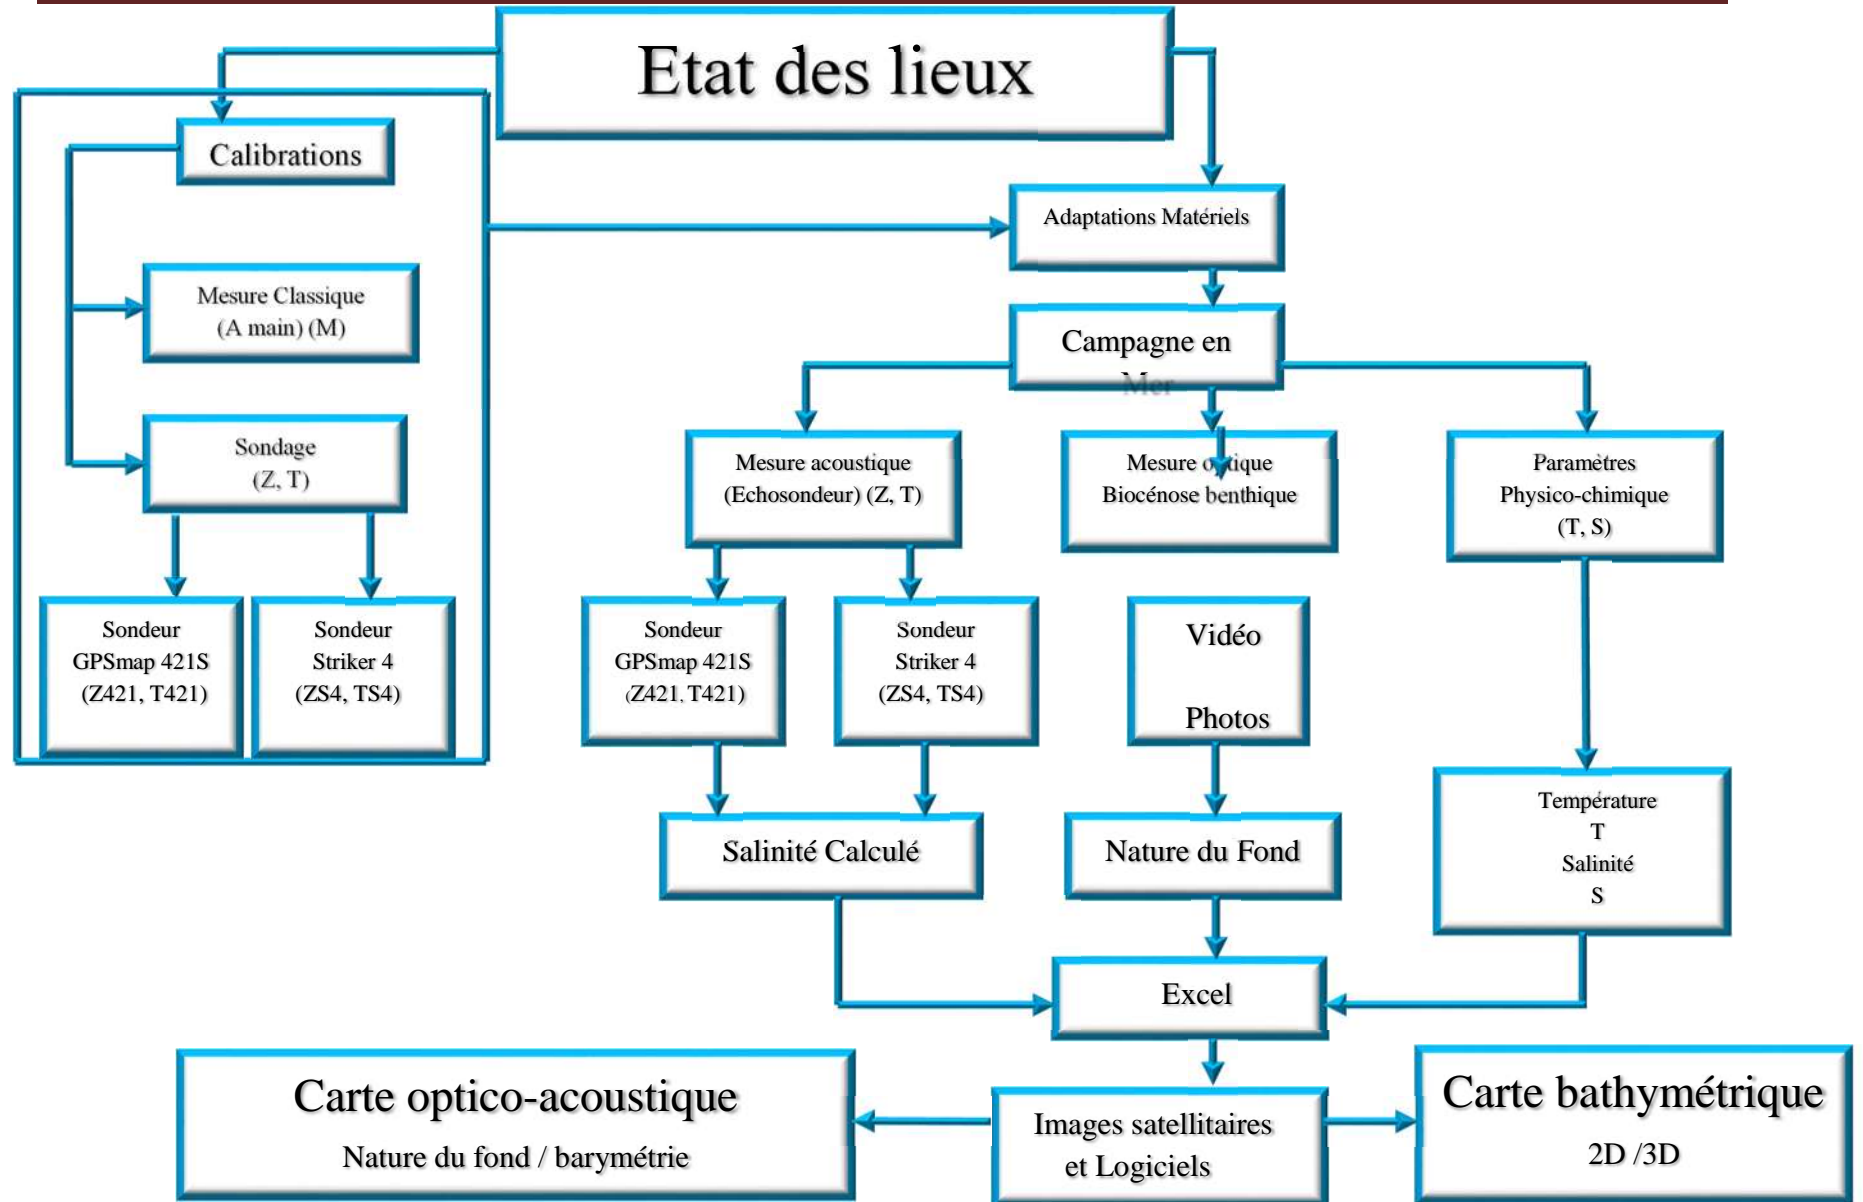 Etat des lieux
Calibrations
Mesure Classique
(A main) (M)
Sondage
(Z, T)
Sondeur
GPSmap 421S
(Z421, T421)
Sondeur
Striker 4
(ZS4, TS4)
Adaptations Matériels
Campagne en
Mer
Mesure acoustique
(Echosondeur) (Z, T)
Mesure optique
Biocénose benthique
Paramètres
Physico-chimique
(T, S)
Sondeur
GPSmap 421S
(Z421, T421)
Sondeur
Striker 4
(ZS4, TS4)
Vidéo
Photos
Température
T
Salinité
S
Salinité Calculé
Nature du Fond
Excel
Carte optico-acoustique
Nature du fond / barymétrie
Images satellitaires
et Logiciels
Carte bathymétrique
2D /3D